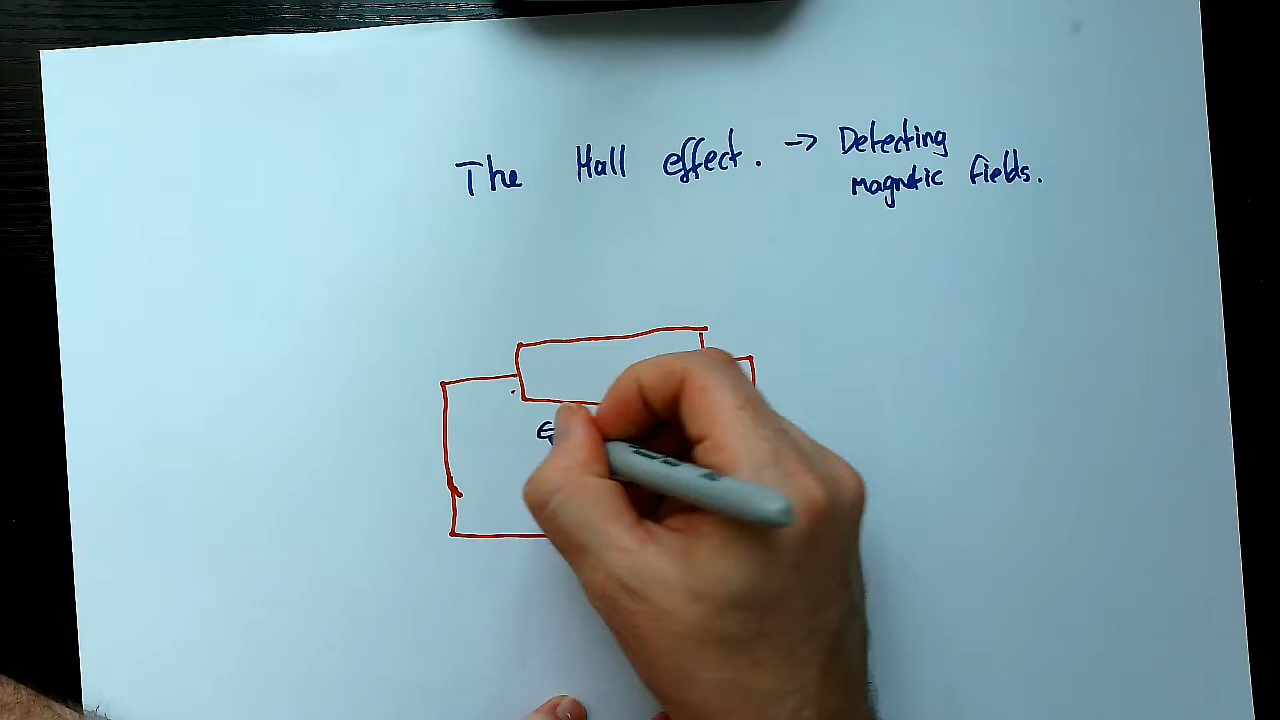 The Hall effect. → Detecting
magnetic fields.